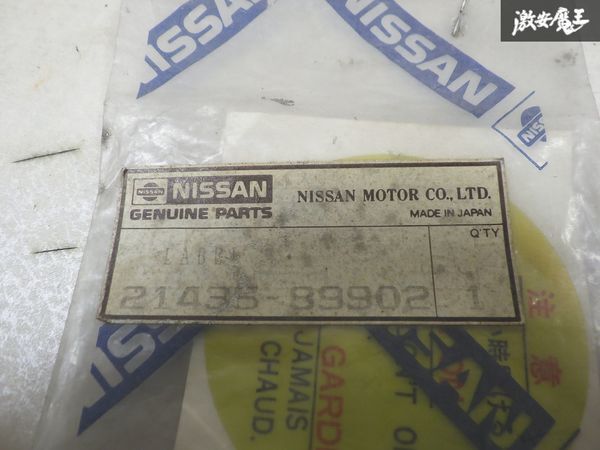 激安魔王
NISSAN
NISSAN
NISSAN NISSAN MOTOR CO., LTD.
GENUINE PARTS MADE IN JAPAN
Q'TY
LABEL
21435-89902 1
注意
GARD
JAMAIS
CHAUD.